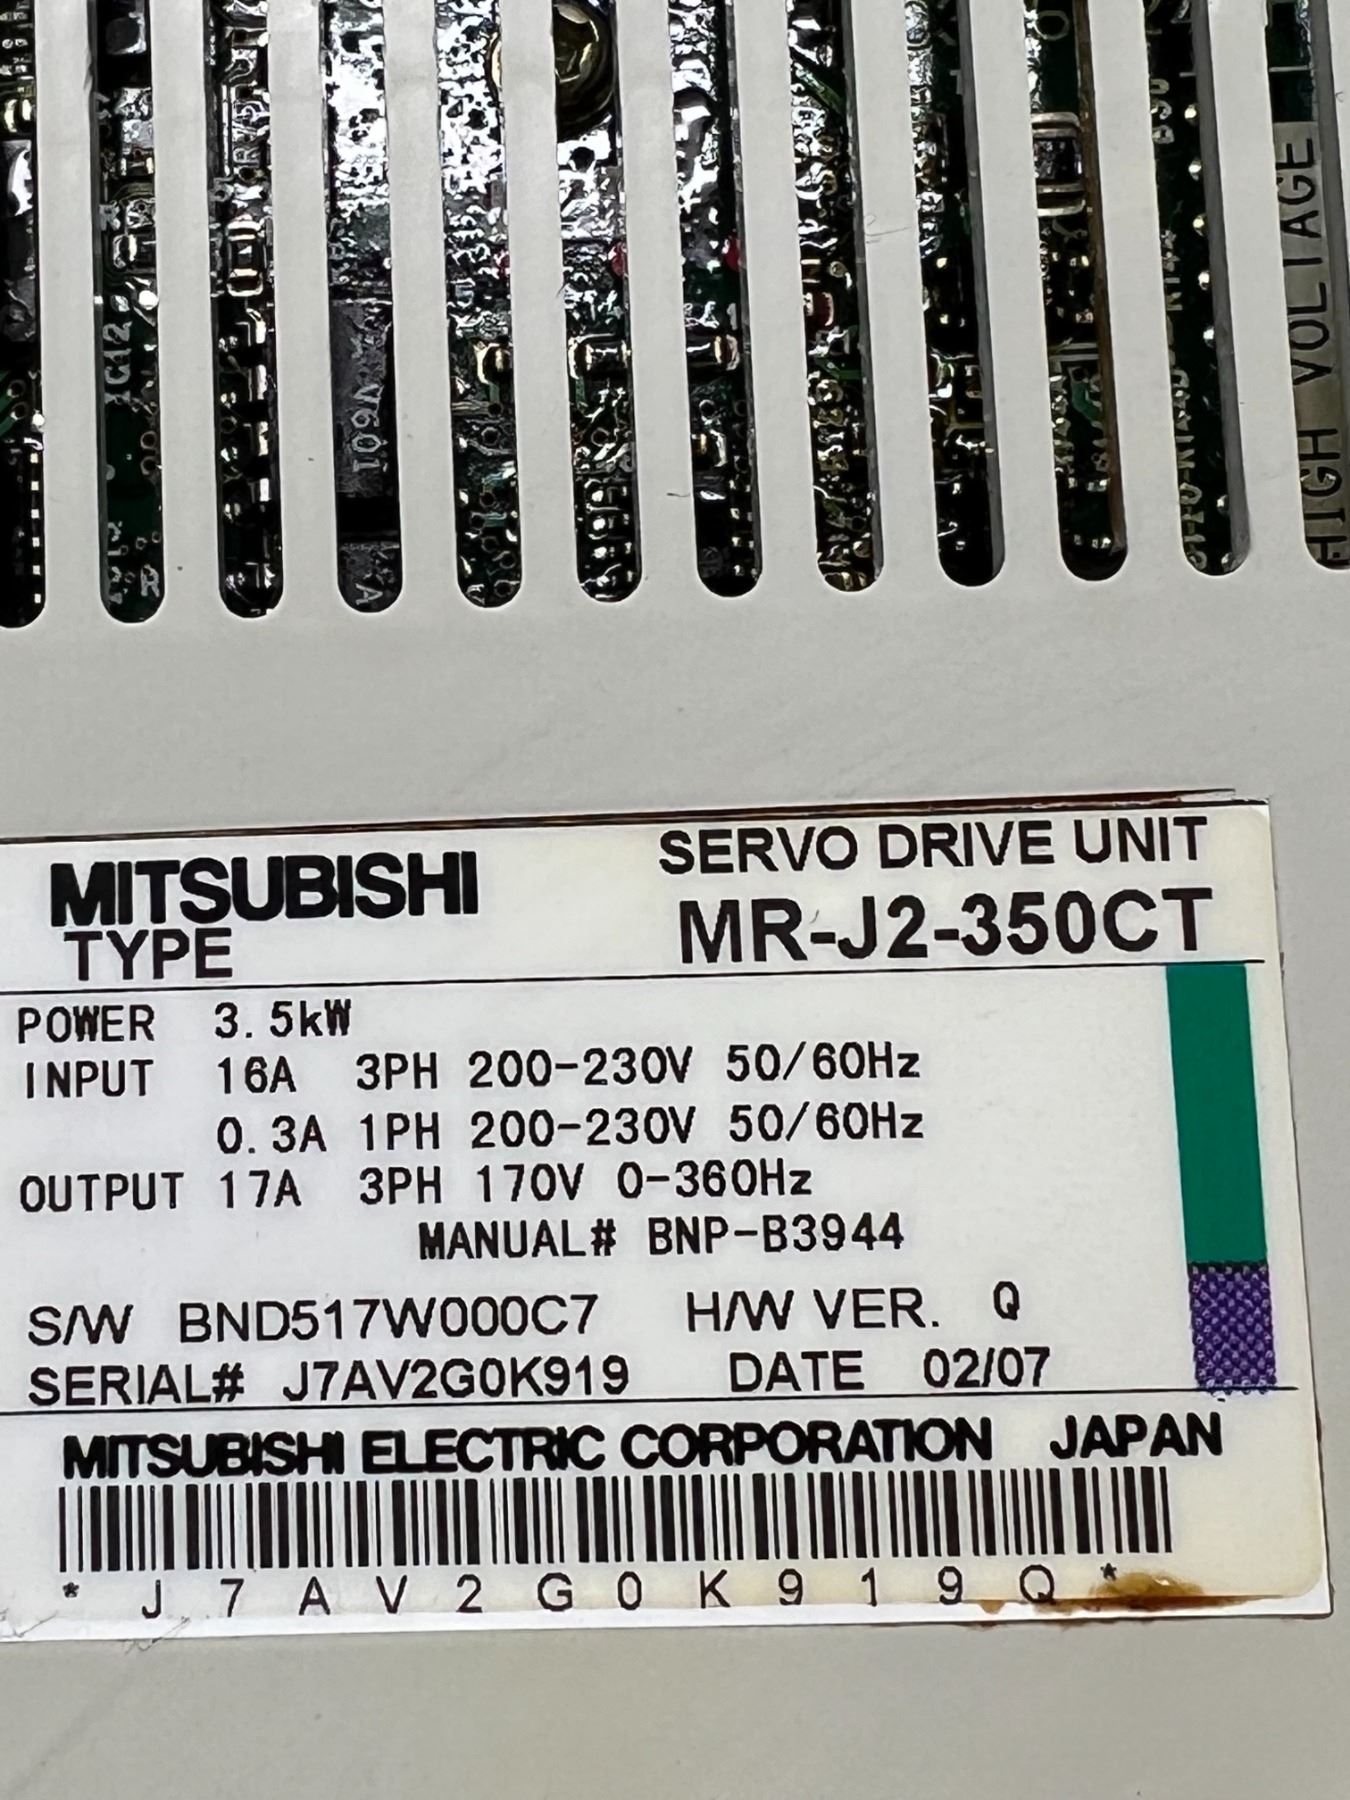 IC12
V601
HIGH VOLTAGE
MITSUBISHI
SERVO DRIVE UNIT
TYPE
MR-J2-350CT
POWER 3.5kW
INPUT 16A 3PH 200-230V 50/60Hz
0.3A 1PH 200-230V 50/60Hz
OUTPUT 17A 3PH 170V 0-360Hz
MANUAL# BNP-B3944
S/W BND517W000C7 H/W VER. Q
SERIAL# J7AV2G0K919 DATE 02/07
MITSUBISHI ELECTRIC CORPORATION JAPAN
* J 7 A V 2 G 0 K 9 1 9 Q *